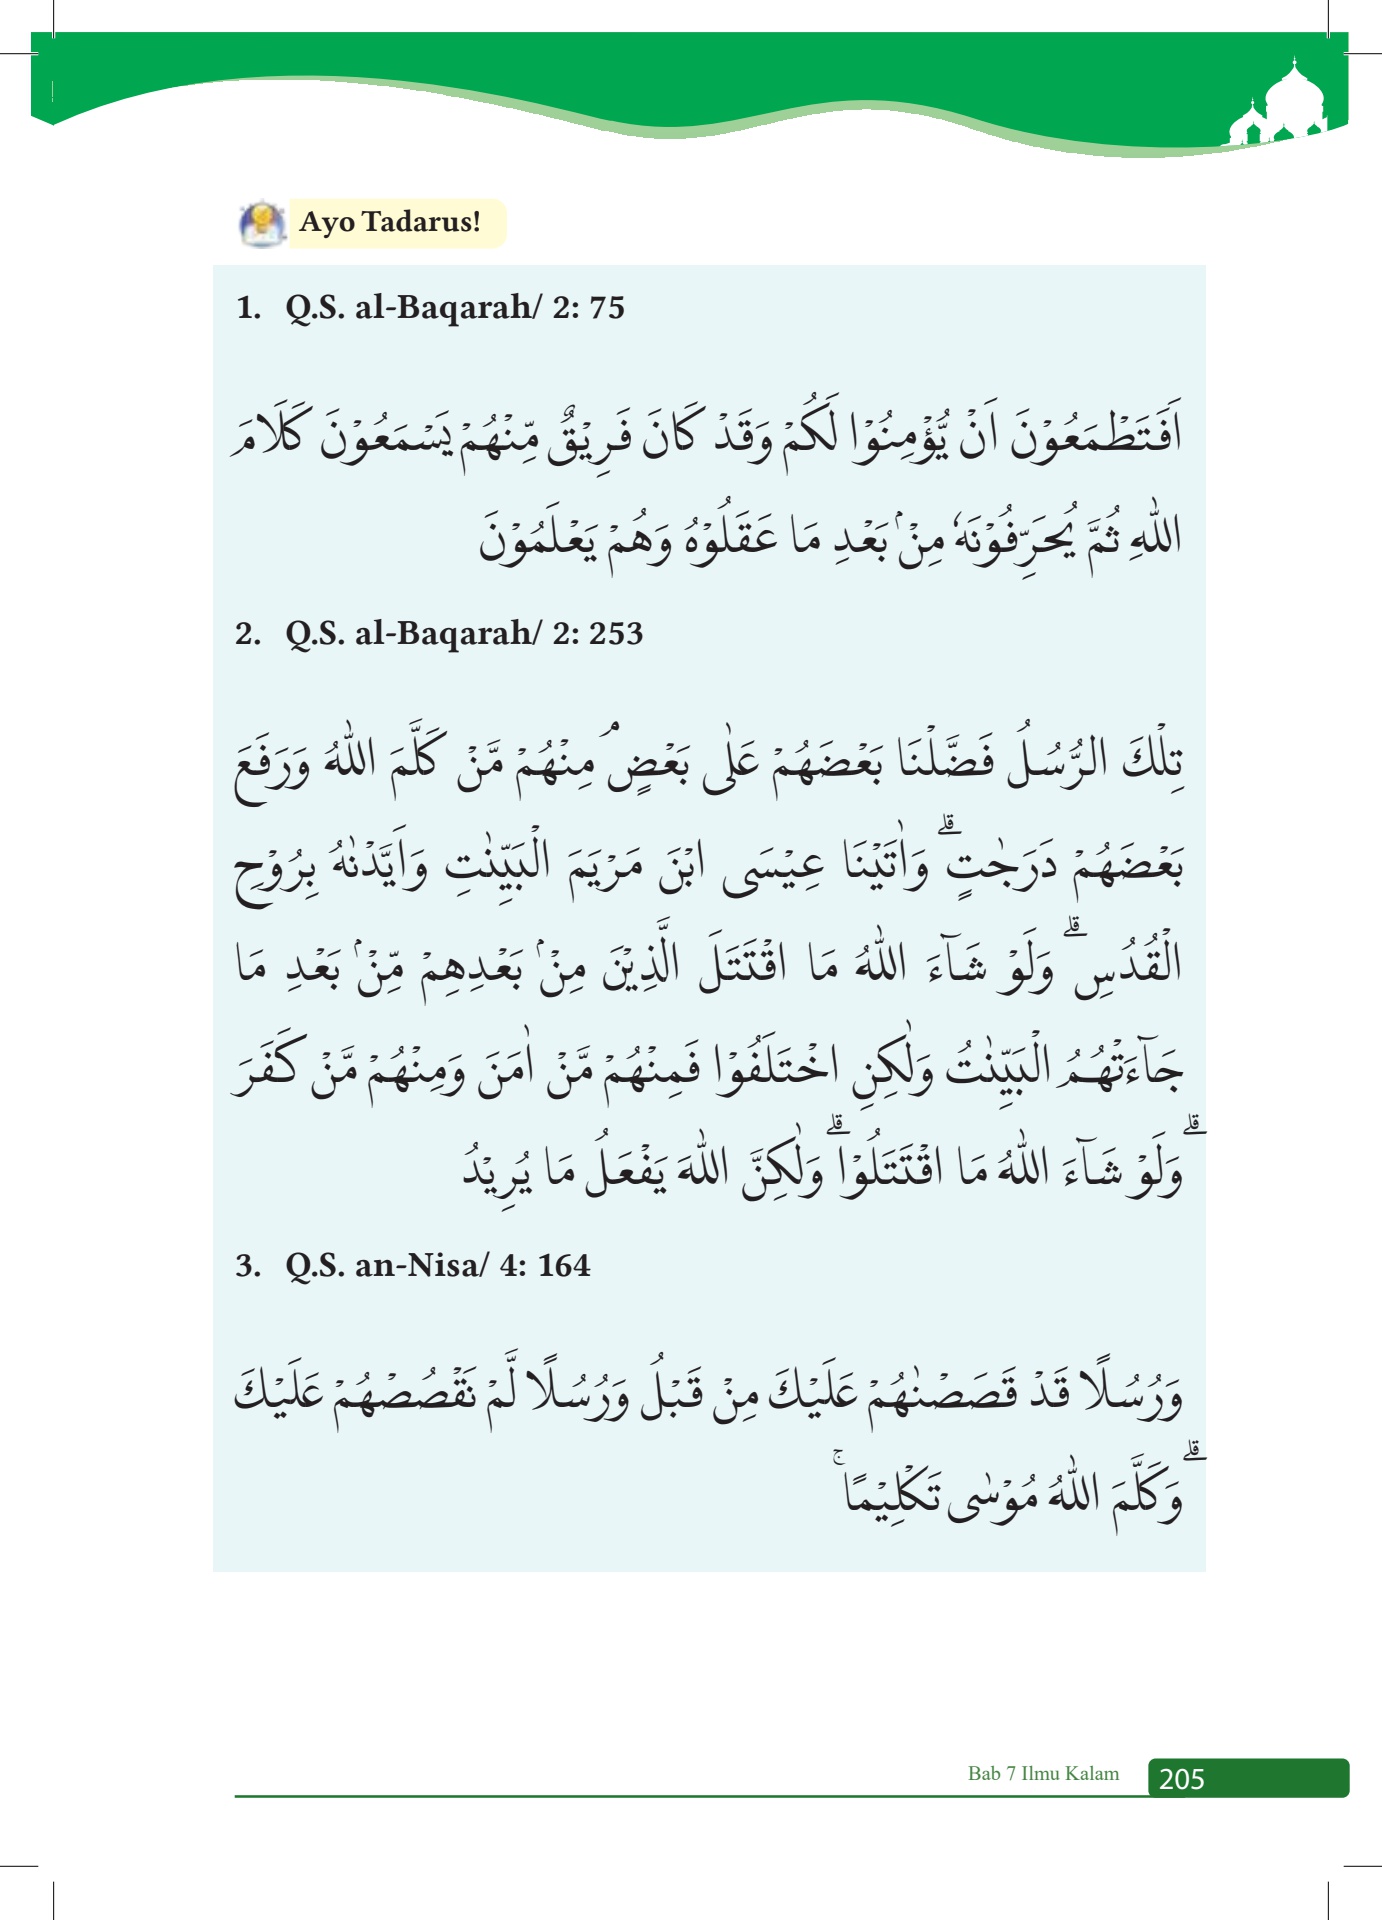 Ayo Tadarus!
1. Q.S. al-Baqarah/ 2: 75
اَفَتَطْمَعُوْنَ اَنْ يُّؤْمِنُوْا لَكُمْ وَقَدْ كَانَ فَرِيْقٌ مِّنْهُمْ يَسْمَعُوْنَ كَلَامَ
اللّٰهِ ثُمَّ يُحَرِّفُوْنَهٗ مِنْۢ بَعْدِ مَا عَقَلُوْهُ وَهُمْ يَعْلَمُوْنَ
2. Q.S. al-Baqarah/ 2: 253
تِلْكَ الرُّسُلُ فَضَّلْنَا بَعْضَهُمْ عَلٰى بَعْضٍۘ مِنْهُمْ مَّنْ كَلَّمَ اللّٰهُ وَرَفَعَ
بَعْضَهُمْ دَرَجٰتٍۗ وَاٰتَيْنَا عِيْسَى ابْنَ مَرْيَمَ الْبَيِّنٰتِ وَاَيَّدْنٰهُ بِرُوْحِ
الْقُدُسِۗ وَلَوْ شَاۤءَ اللّٰهُ مَا اقْتَتَلَ الَّذِيْنَ مِنْۢ بَعْدِهِمْ مِّنْۢ بَعْدِ مَا
جَاۤءَتْهُمُ الْبَيِّنٰتُ وَلٰكِنِ اخْتَلَفُوْا فَمِنْهُمْ مَّنْ اٰمَنَ وَمِنْهُمْ مَّنْ كَفَرَ
ۗوَلَوْ شَاۤءَ اللّٰهُ مَا اقْتَتَلُوْاۗ وَلٰكِنَّ اللّٰهَ يَفْعَلُ مَا يُرِيْدُ
3. Q.S. an-Nisa/ 4: 164
وَرُسُلًا قَدْ قَصَصْنٰهُمْ عَلَيْكَ مِنْ قَبْلُ وَرُسُلًا لَّمْ نَقْصُصْهُمْ عَلَيْكَ
ۗوَكَلَّمَ اللّٰهُ مُوْسٰى تَكْلِيْمًاۚ
Bab 7 Ilmu Kalam 205